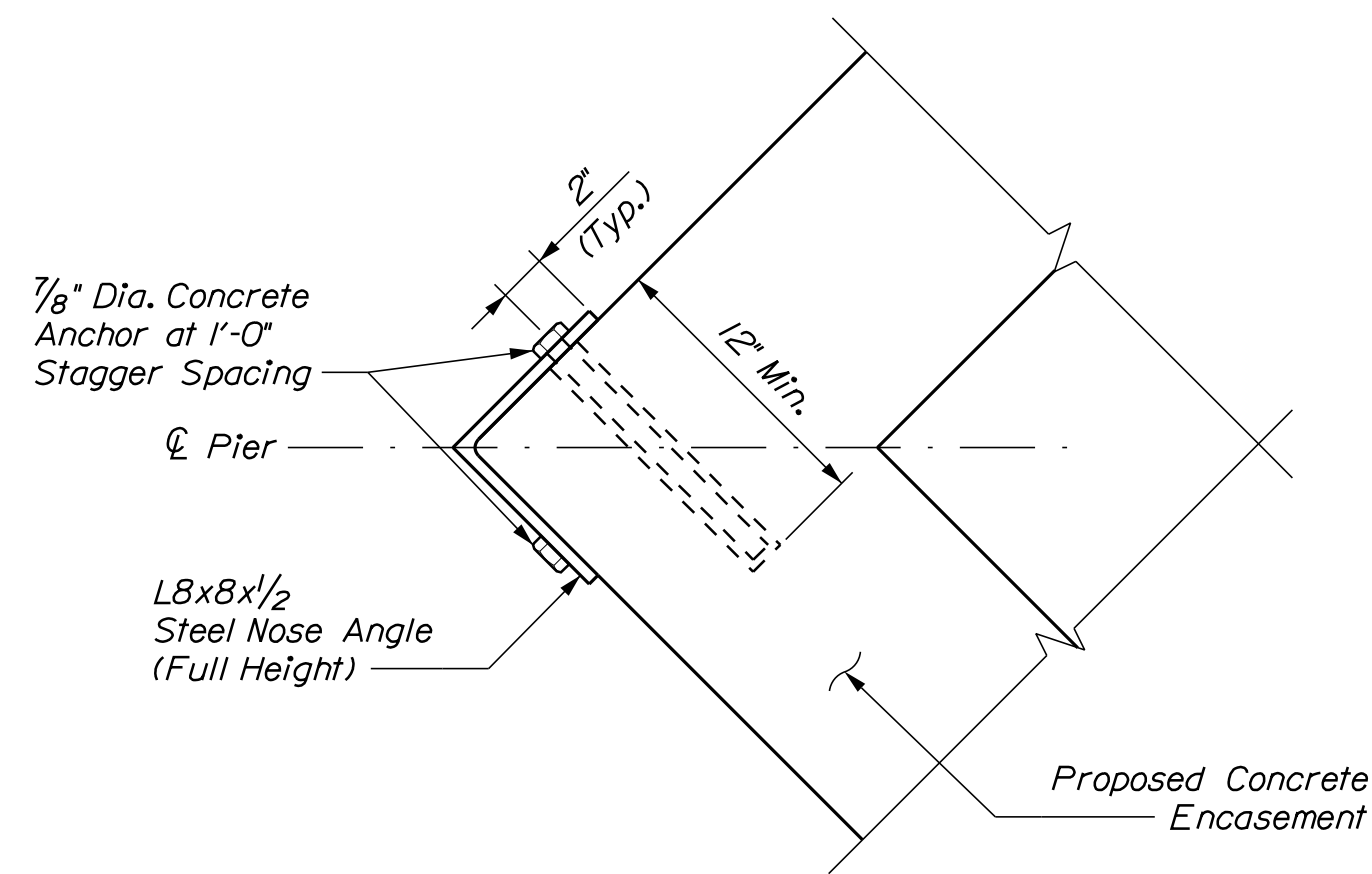 2"
(Typ.)
7/8" Dia. Concrete
Anchor at 1'-0"
Stagger Spacing
12" Min.
℄ Pier
L8x8x1/2
Steel Nose Angle
(Full Height)
Proposed Concrete
Encasement